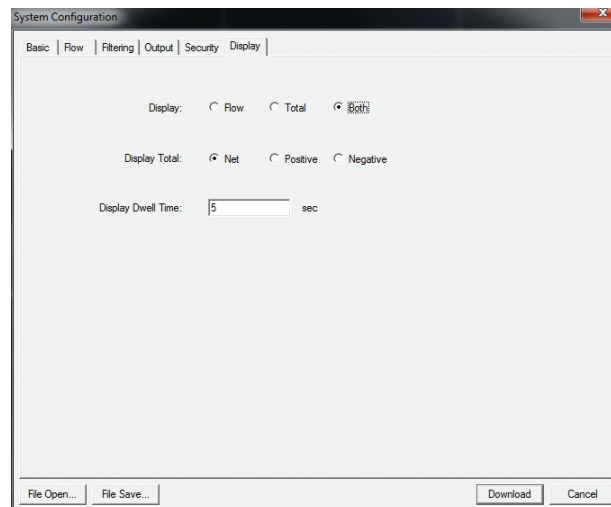 System Configuration
Basic Flow Filtering Output Security Display
Display: Flow Total Both
Display Total: Net Positive Negative
Display Dwell Time: 5 sec
File Open... File Save... Download Cancel